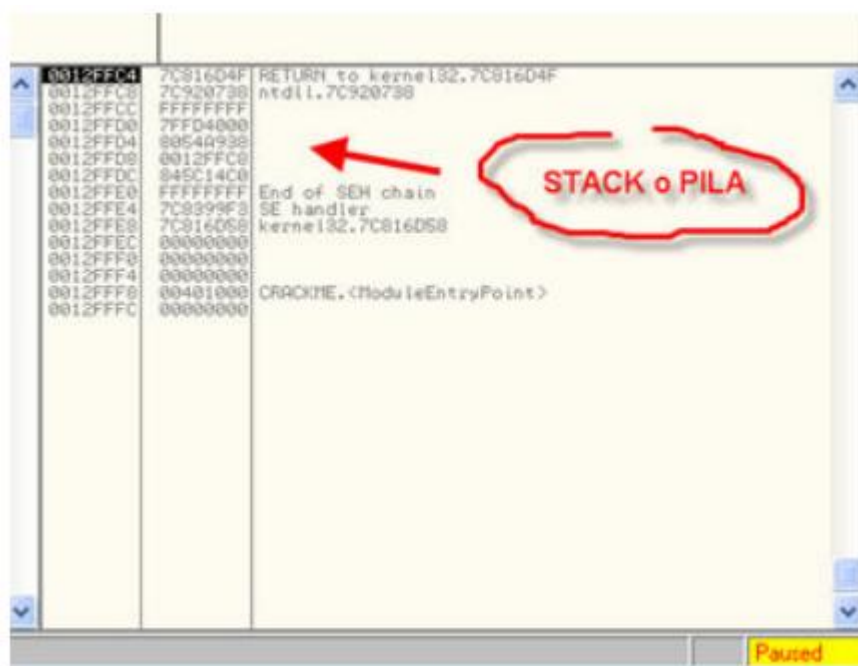 0012FFC4 7C816D4F RETURN to kernel32.7C816D4F
0012FFC8 7C920738 ntdll.7C920738
0012FFCC FFFFFFFF
0012FFD0 7FFD4000
0012FFD4 8054A938
0012FFD8 0012FFC8
0012FFDC 845C14C0
0012FFE0 FFFFFFFF End of SEH chain
0012FFE4 7C8399F3 SE handler
0012FFE8 7C816D58 kernel32.7C816D58
0012FFEC 00000000
0012FFF0 00000000
0012FFF4 00000000
0012FFF8 00401000 CRACKME.<ModuleEntryPoint>
0012FFFC 00000000
STACK o PILA
Paused